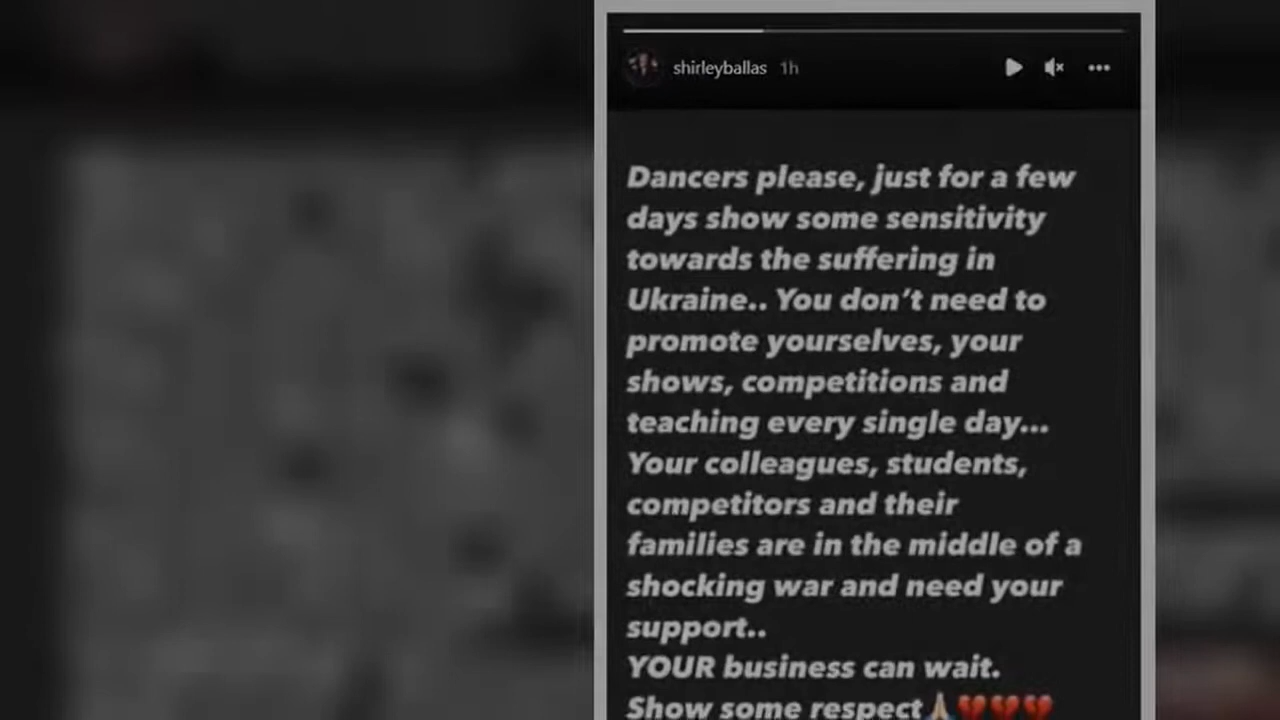 shirleyballas 1h
Dancers please, just for a few
days show some sensitivity
towards the suffering in
Ukraine.. You don’t need to
promote yourselves, your
shows, competitions and
teaching every single day...
Your colleagues, students,
competitors and their
families are in the middle of a
shocking war and need your
support..
YOUR business can wait.
Show some respect🙏🏼💔💔💔